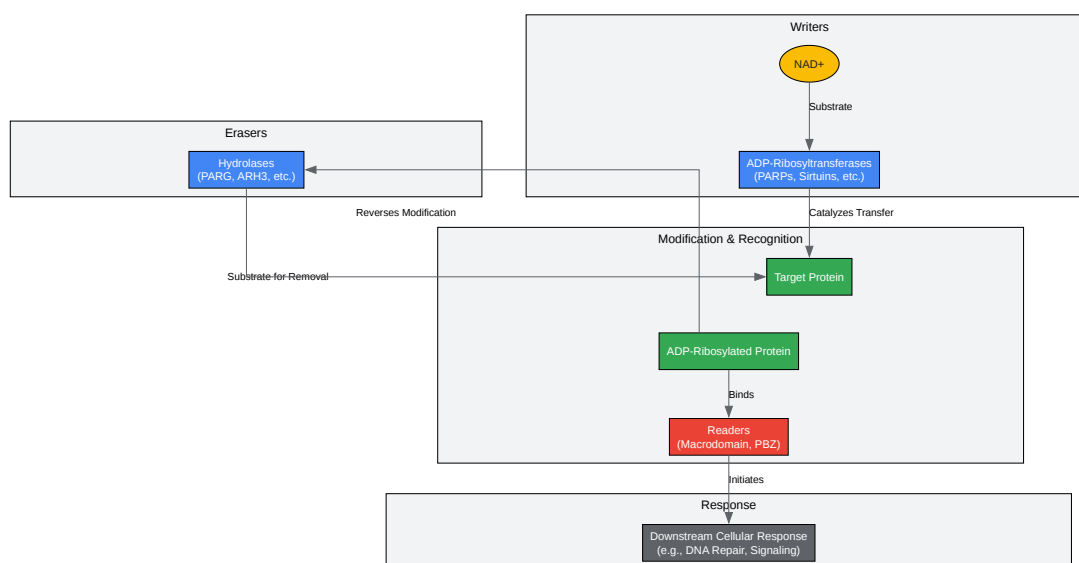 Writers
NAD+
Substrate
Erasers
Hydrolases
(PARG, ARH3, etc.)
ADP-Ribosyltransferases
(PARPs, Sirtuins, etc.)
Reverses Modification
Catalyzes Transfer
Modification & Recognition
Substrate for Removal
Target Protein
ADP-Ribosylated Protein
Binds
Readers
(Macrodomain, PBZ)
Initiates
Response
Downstream Cellular Response
(e.g., DNA Repair, Signaling)